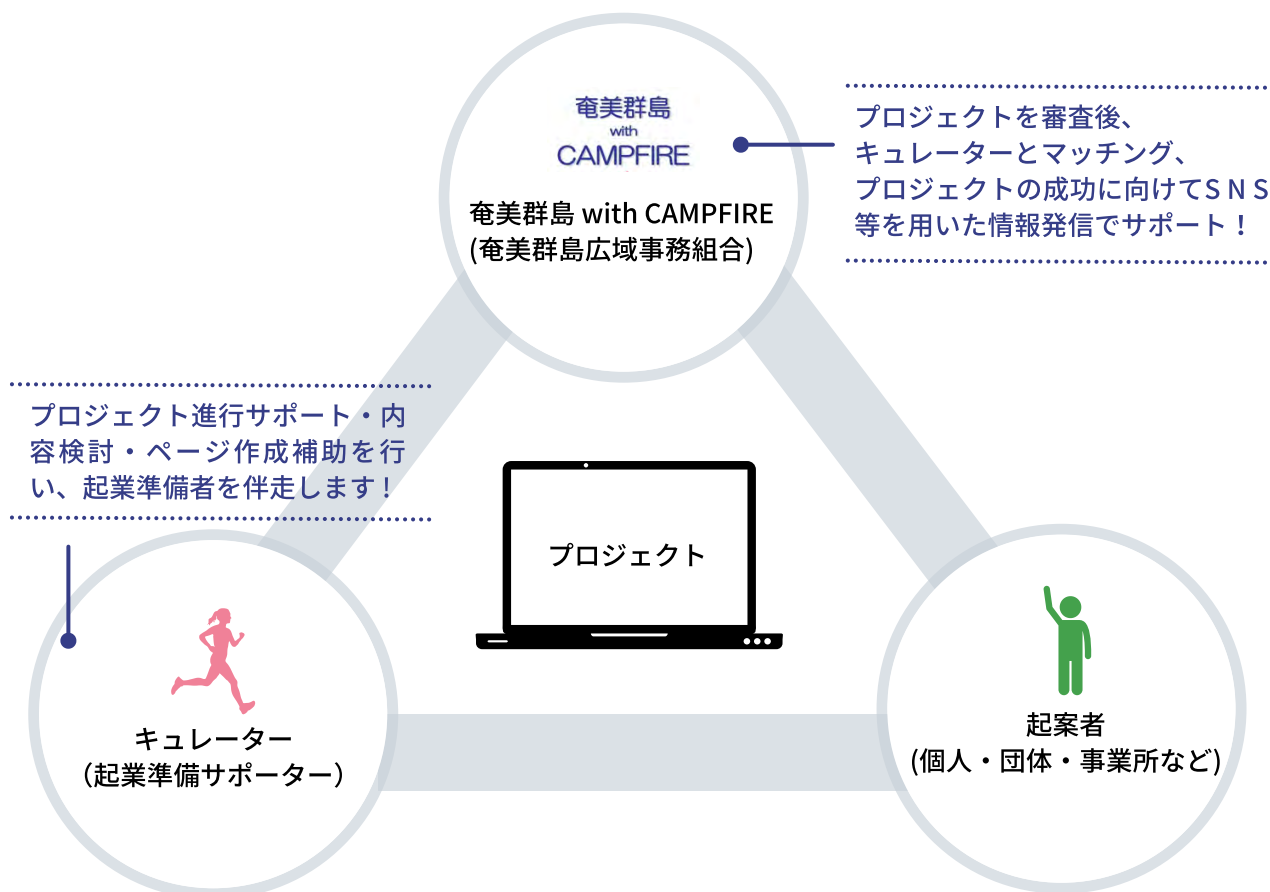 奄美群島
with
CAMPFIRE
奄美群島 with CAMPFIRE
(奄美群島広域事務組合)
プロジェクトを審査後、
キュレーターとマッチング、
プロジェクトの成功に向けてSNS
等を用いた情報発信でサポート！
プロジェクト進行サポート・内
容検討・ページ作成補助を行
い、起業準備者を伴走します！
プロジェクト
キュレーター
（起業準備サポーター）
起案者
(個人・団体・事業所など)